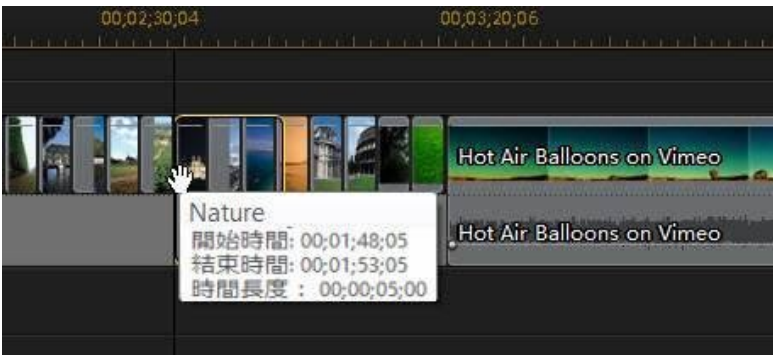 00;02;30;04
00;03;20;06
Hot Air Balloons on Vimeo
Nature
開始時間: 00;01;48;05
結束時間: 00;01;53;05
時間長度 : 00;00;05;00
Hot Air Balloons on Vimeo